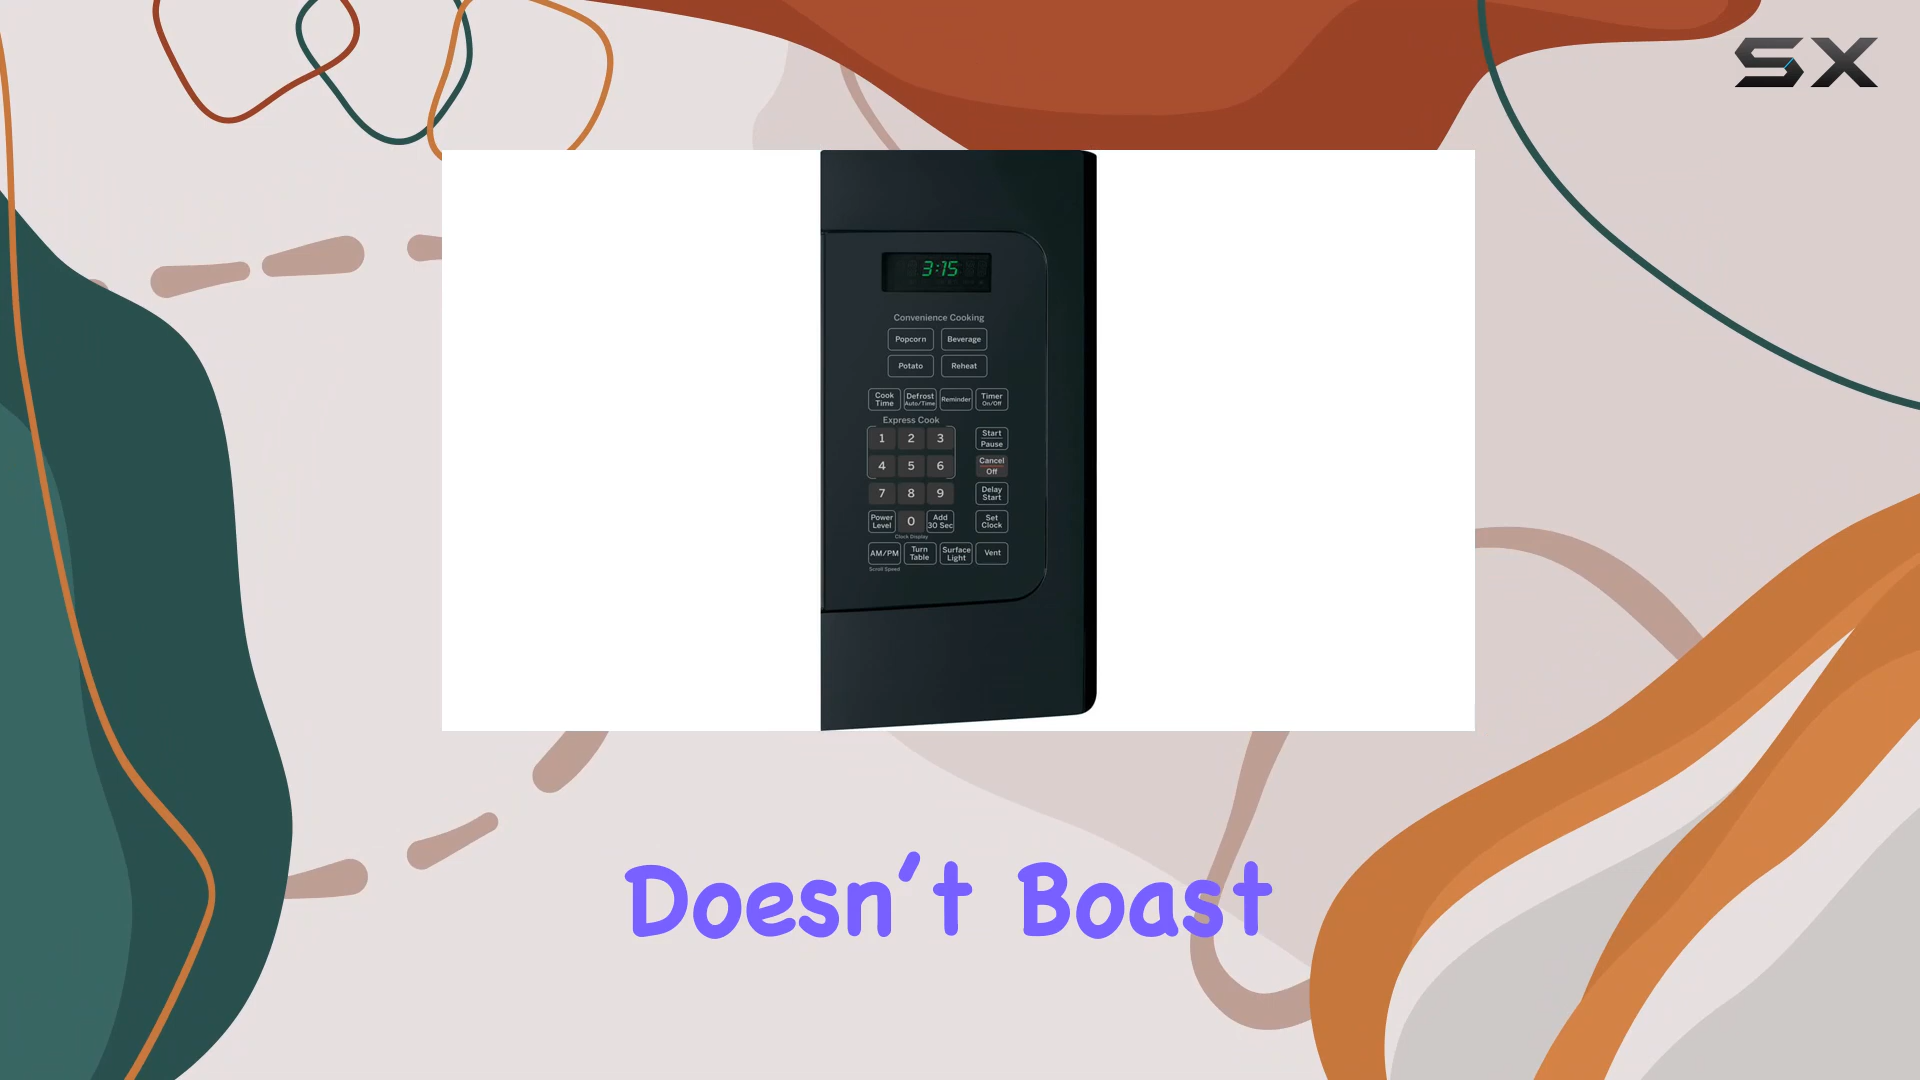 SX
3:15
Convenience Cooking
Popcorn Beverage
Potato Reheat
Cook Time Defrost Auto/Time Reminder Timer On/Off
Express Cook
1 2 3 Start Pause
4 5 6 Cancel Off
7 8 9 Delay Start
Power Level 0 Add 30 Sec Set Clock
Clock Display
AM/PM Turn Table Surface Light Vent
Scroll Speed
Doesn't Boast